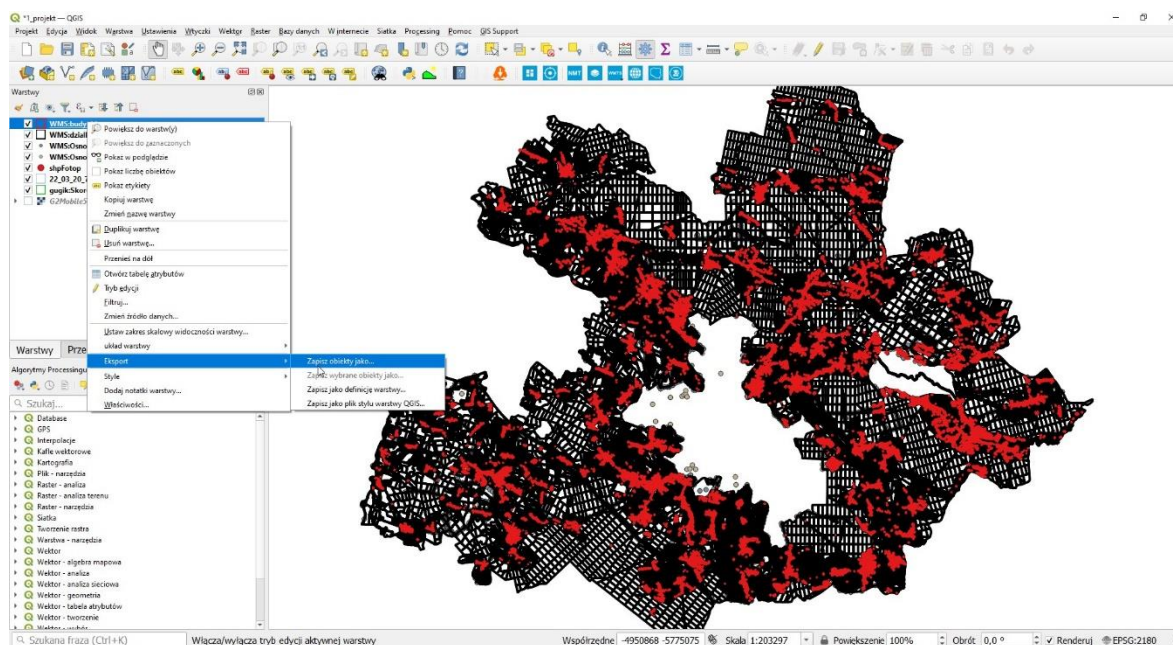 *1_projekt — QGIS
Projekt Edycja Widok Warstwa Ustawienia Wtyczki Wektor Raster Bazy danych W internecie Siatka Processing Pomoc GIS Support
Warstwy
WMS:budy
WMS:dział
WMS:Osno
WMS:Osno
shpFotop
22_03_20_
gugik:Skor
G2MobileS
Powiększ do warstw(y)
Powiększ do zaznaczonych
Pokaż w podglądzie
Pokaż liczbę obiektów
Pokaż etykiety
Kopiuj warstwę
Zmień nazwę warstwy
Duplikuj warstwę
Usuń warstwę...
Przenieś na dół
Otwórz tabelę atrybutów
Tryb edycji
Filtruj...
Zmień źródło danych...
Ustaw zakres skalowy widoczności warstwy...
układ warstwy
Eksport
Style
Dodaj notatki warstwy...
Właściwości...
Zapisz obiekty jako...
Zapisz wybrane obiekty jako...
Zapisz jako definicję warstwy...
Zapisz jako plik stylu warstwy QGIS...
Warstwy Prze
Algorytmy Processingu
Szukaj...
Database
GPS
Interpolacje
Kafle wektorowe
Kartografia
Plik - narzędzia
Raster - analiza
Raster - analiza terenu
Raster - narzędzia
Siatka
Tworzenie rastra
Warstwa - narzędzia
Wektor
Wektor - algebra mapowa
Wektor - analiza
Wektor - analiza sieciowa
Wektor - geometria
Wektor - tabela atrybutów
Wektor - tworzenie
Wektor - wybór
Szukana fraza (Ctrl+K) Włącza/wyłącza tryb edycji aktywnej warstwy Współrzędne -4950868 -5775075 Skala 1:203297 Powiększenie 100% Obrót 0,0 ° Renderuj EPSG:2180